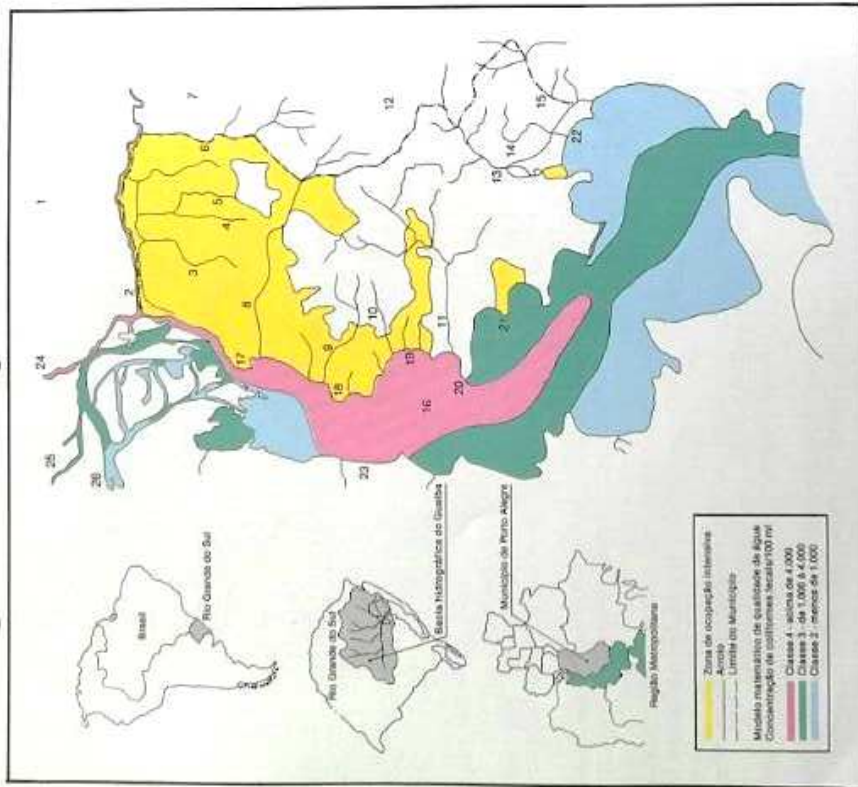 Brasil
Rio Grande do Sul
Rio Grande do Sul
Bacia hidrográfica do Guaíba
Município de Porto Alegre
Região Metropolitana
Zona de ocupação intensiva
Arroio
Limite do Município
Modelo matemático de qualidade de água
Concentração de coliformes fecais/100 ml
Classe 4 - acima de 4.000
Classe 3 - de 1.000 a 4.000
Classe 2 - menos de 1.000
1
2
3
4
5
6
7
8
9
10
11
12
13
14
15
16
17
18
19
20
21
22
23
24
25
26